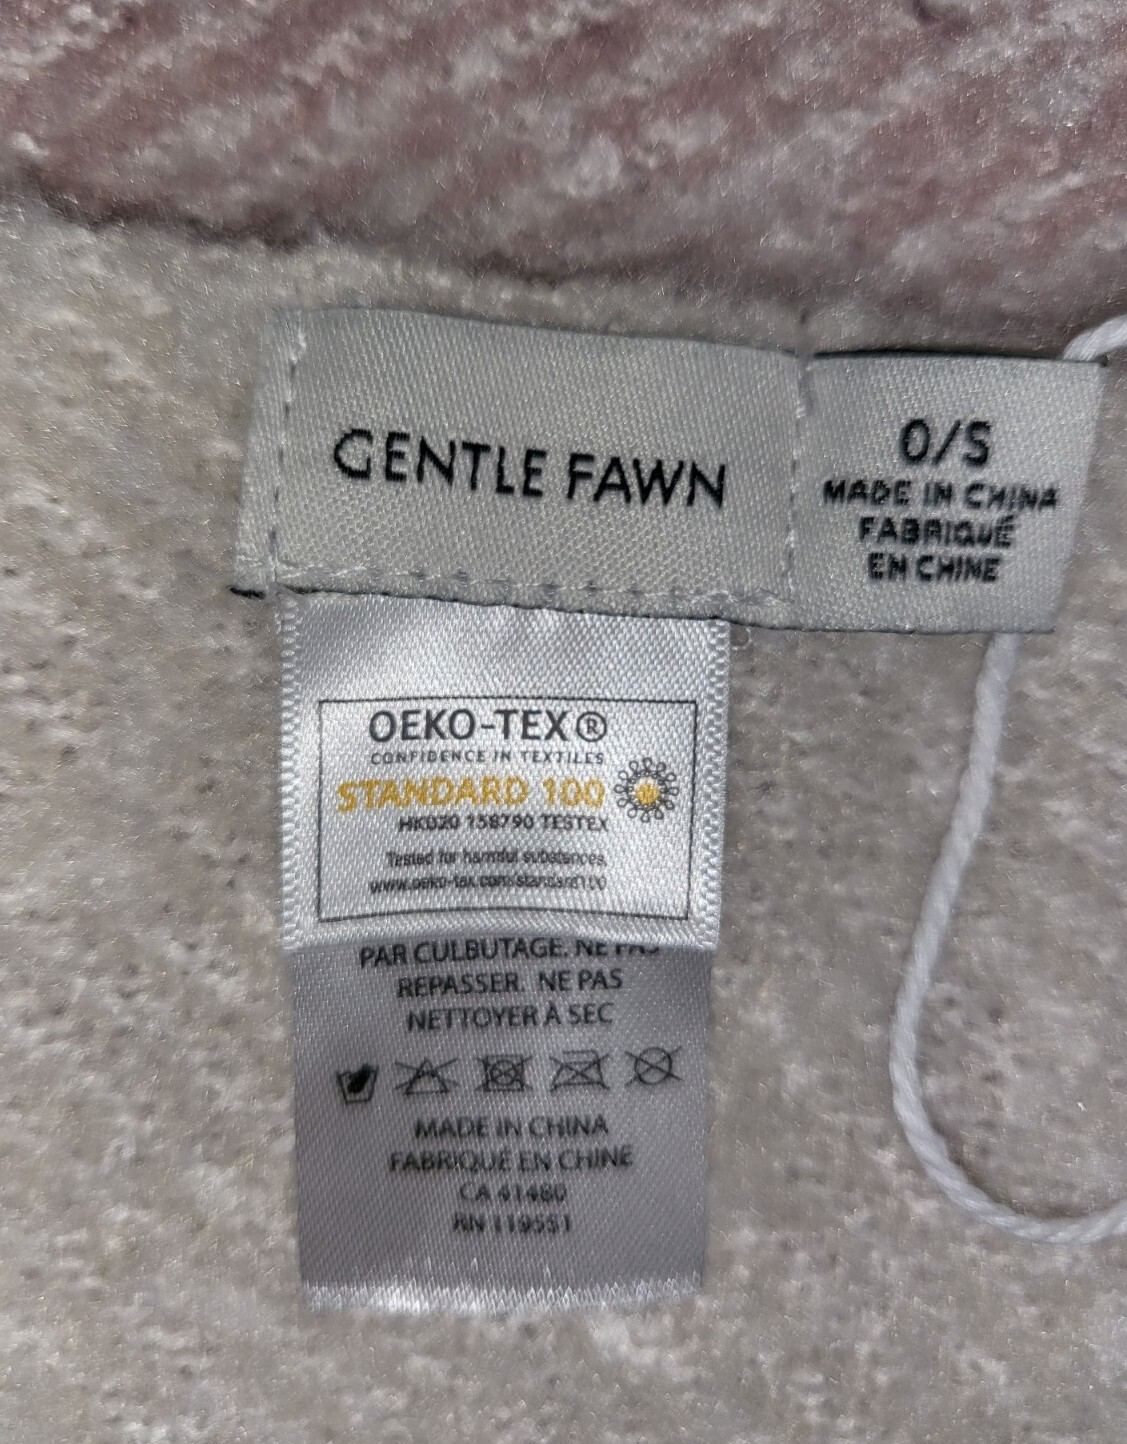 GENTLE FAWN
O/S
MADE IN CHINA
FABRIQUÉ
EN CHINE
OEKO-TEX®
CONFIDENCE IN TEXTILES
STANDARD 100
HK020 158790 TESTEX
Tested for harmful substances.
www.oeko-tex.com/standard100
PAR CULBUTAGE. NE PAS
REPASSER. NE PAS
NETTOYER À SEC
MADE IN CHINA
FABRIQUÉ EN CHINE
CA 41480
RN 119551